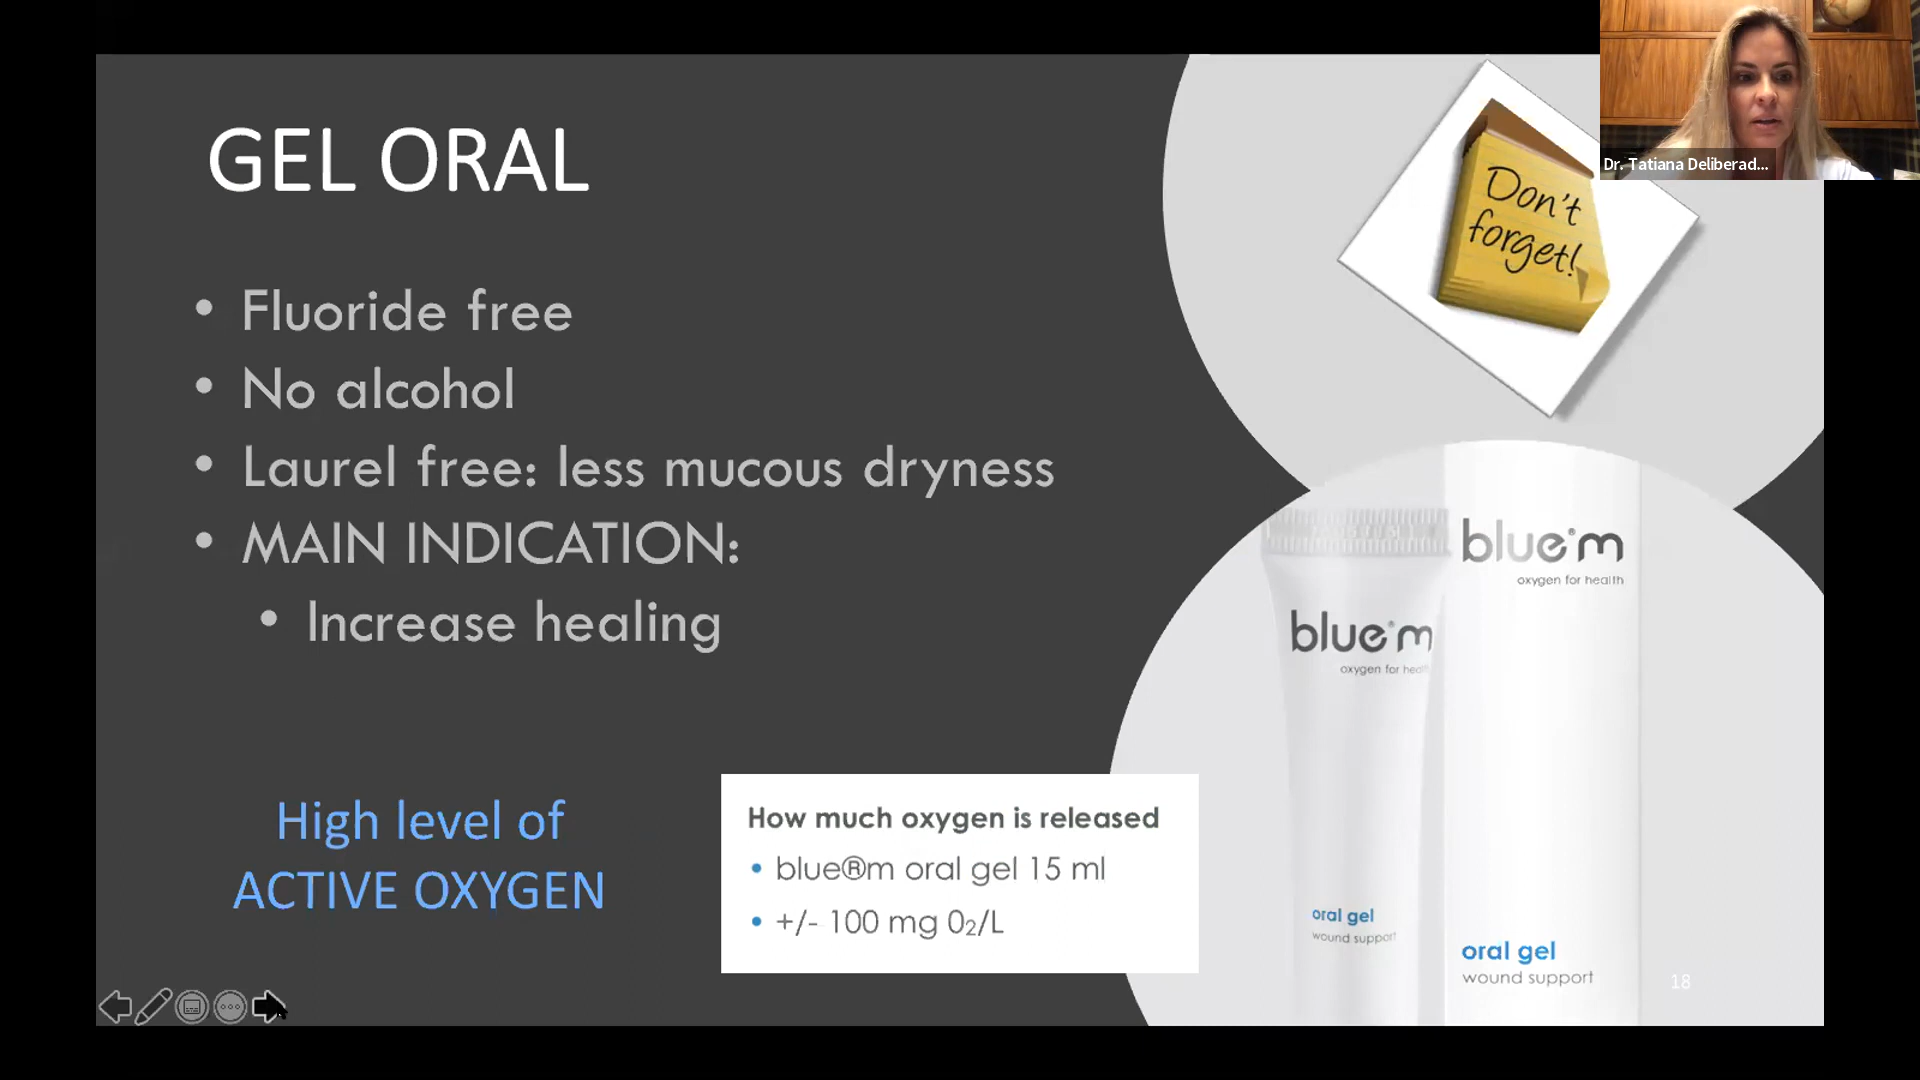 GEL ORAL
• Fluoride free
• No alcohol
• Laurel free: less mucous dryness
• MAIN INDICATION:
• Increase healing
High level of
ACTIVE OXYGEN
How much oxygen is released
• blue®m oral gel 15 ml
• +/- 100 mg 0₂/L
Don't
forget!
Dr. Tatiana Deliberad...
blue®m
oxygen for health
oral gel
wound support
blue®m
oxygen for health
oral gel
wound support
18